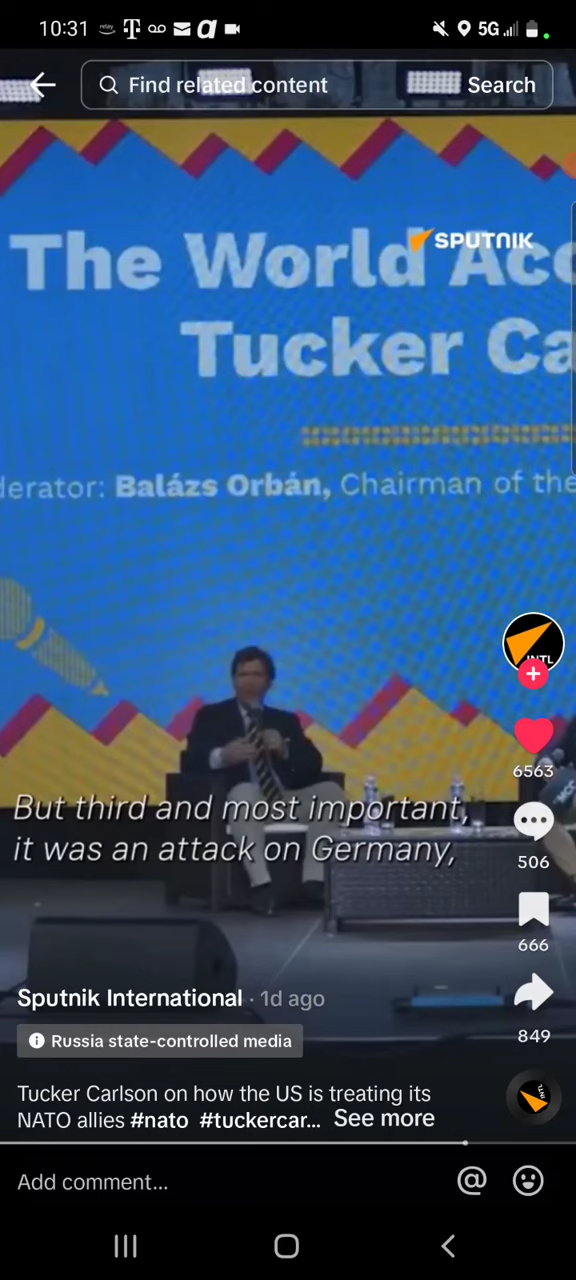 10:31
relay
5G
Find related content
Search
SPUTNIK
The World Acc
Tucker Ca
derator: Balázs Orbán, Chairman of the
INTL
6563
But third and most important,
it was an attack on Germany,
506
666
849
Sputnik International · 1d ago
Russia state-controlled media
Tucker Carlson on how the US is treating its
NATO allies #nato #tuckercar... See more
INTL
Add comment...